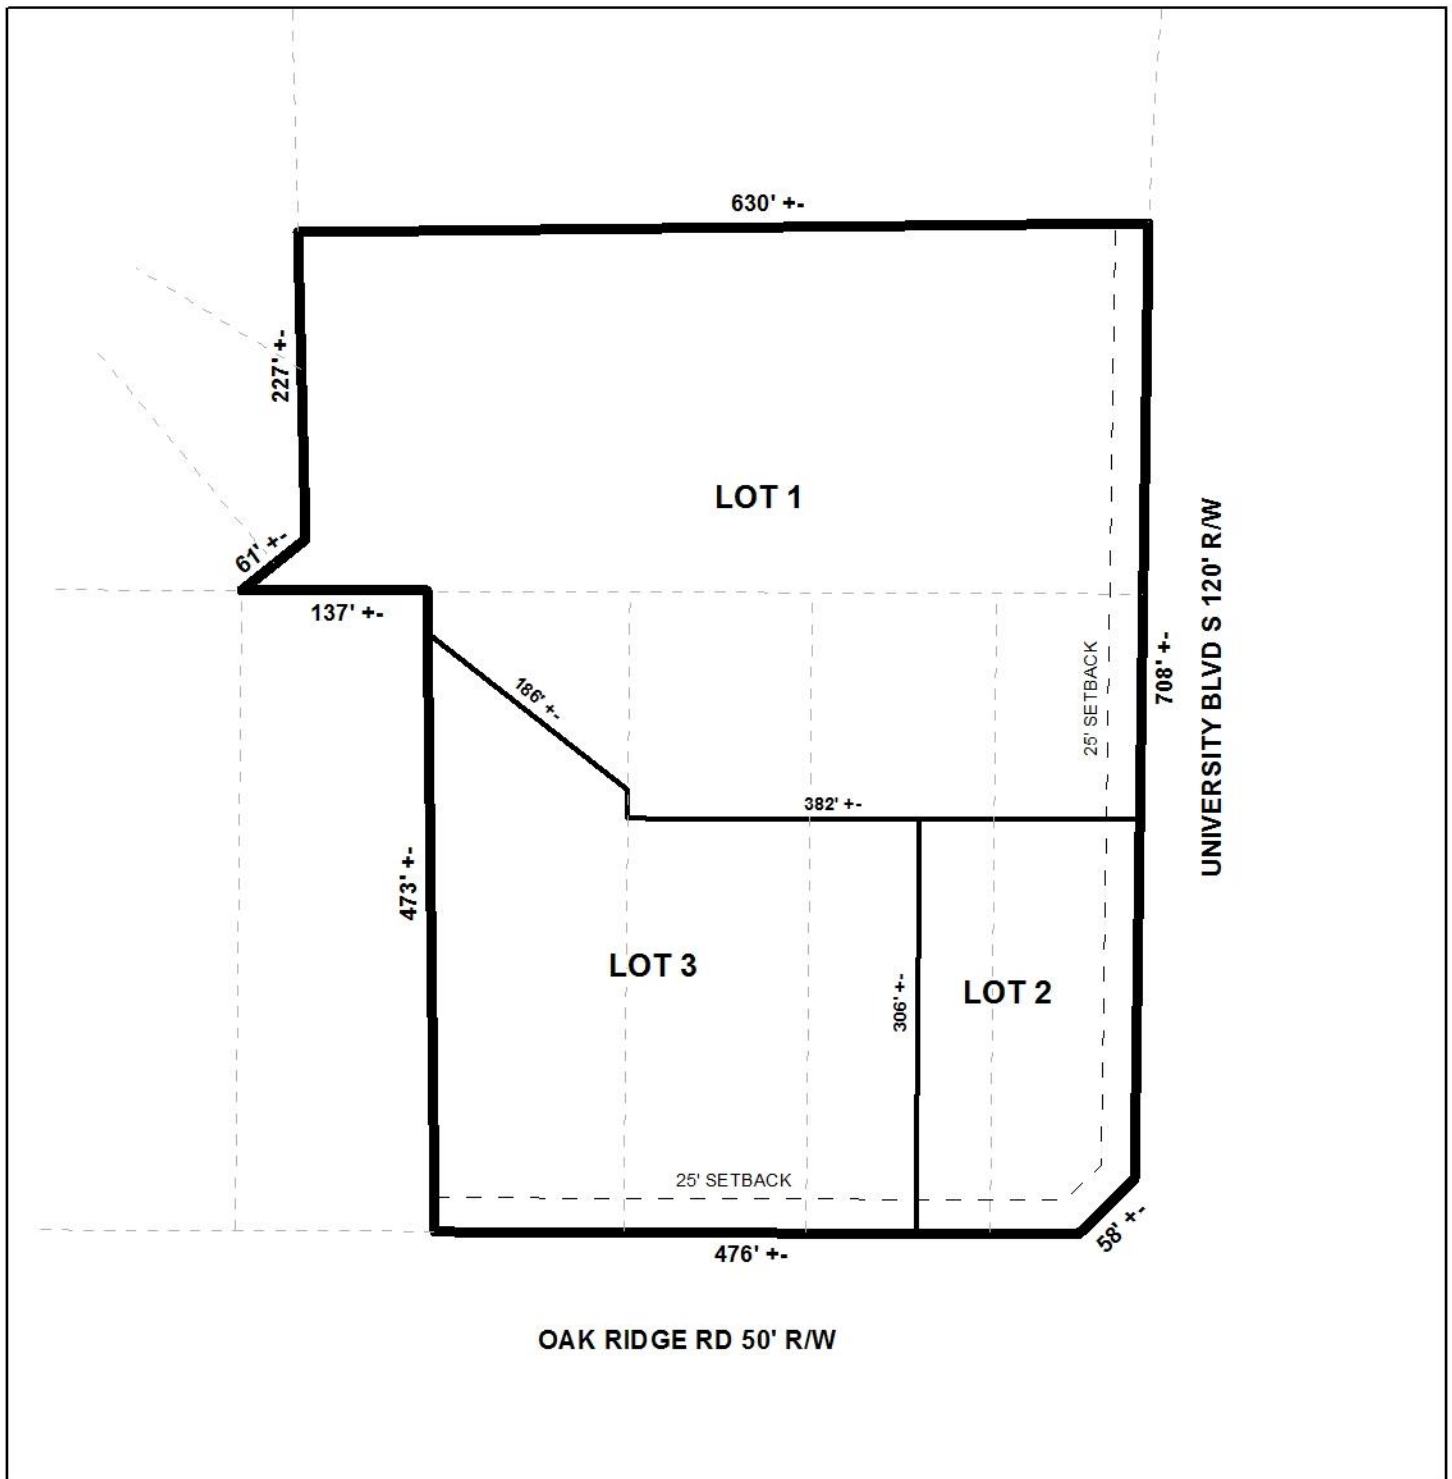 630' +-
227' +-
LOT 1
61' +-
137' +-
UNIVERSITY BLVD S 120' R/W
708' +-
25' SETBACK
186' +-
382' +-
473' +-
LOT 3
LOT 2
306' +-
25' SETBACK
476' +-
58' +-
OAK RIDGE RD 50' R/W